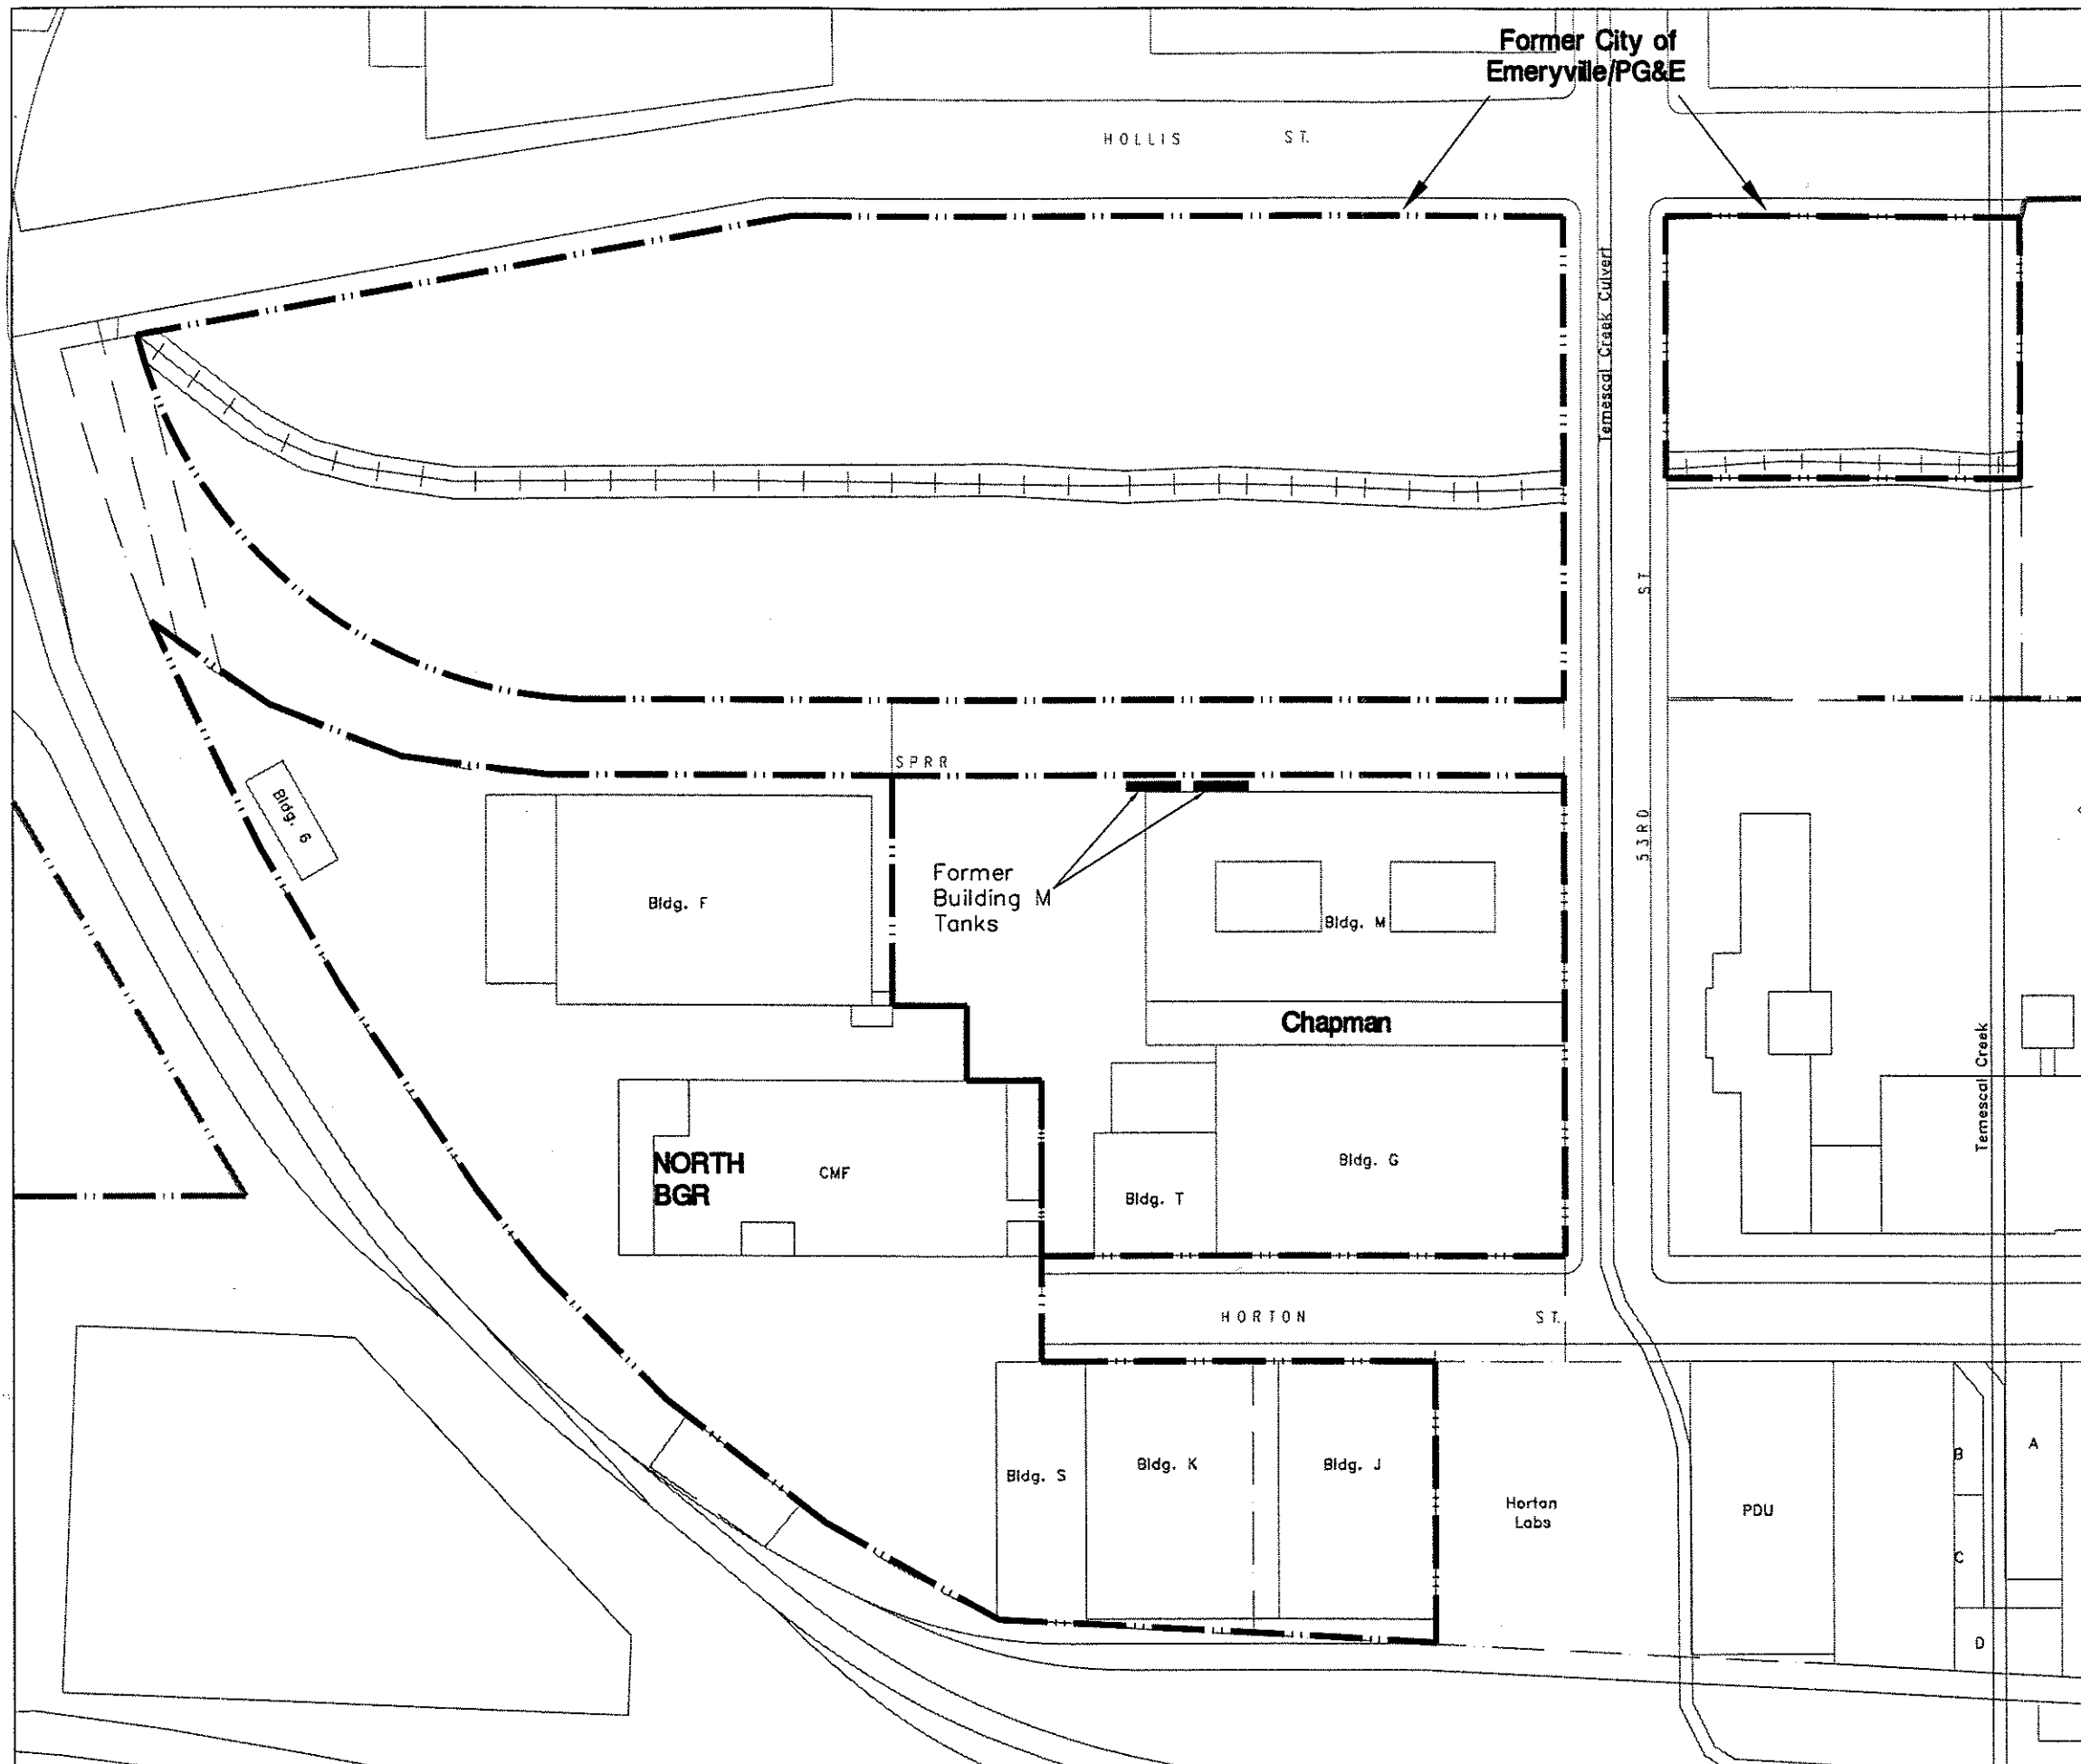 Former City of
Emeryville/PG&E
HOLLIS ST.
Temescal Creek Culvert
53RD ST
SPRR
Bldg. 6
Former
Building M
Tanks
Bldg. F
Bldg. M
Chapman
NORTH
BGR
CMF
Bldg. T
Bldg. G
Temescal Creek
HORTON ST.
Bldg. S
Bldg. K
Bldg. J
Horton
Labs
PDU
A
B
C
D